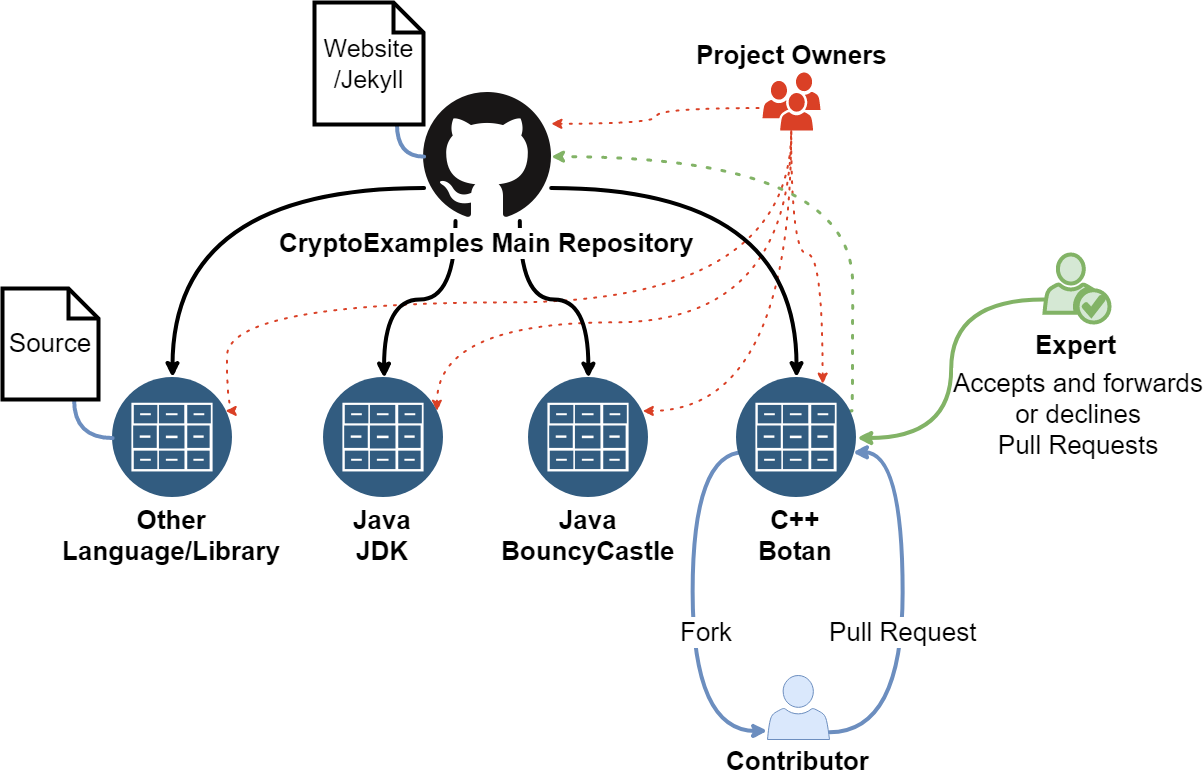 Website
/Jekyll
Project Owners
CryptoExamples Main Repository
Source
Expert
Accepts and forwards
or declines
Pull Requests
Other
Language/Library
Java
JDK
Java
BouncyCastle
C++
Botan
Fork
Pull Request
Contributor